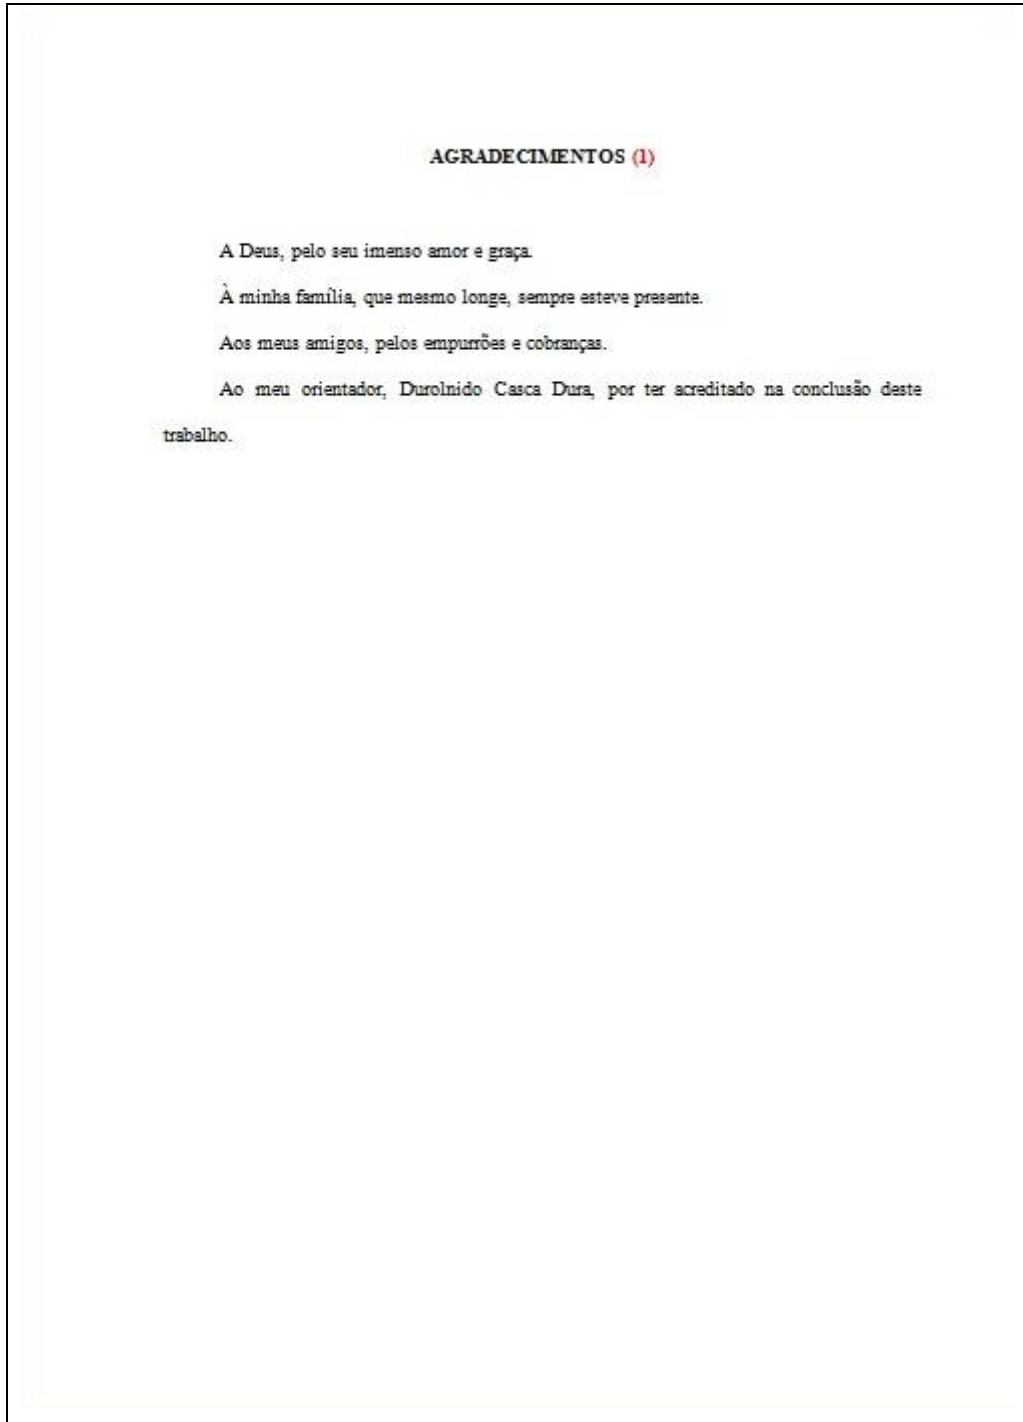 AGRADECIMENTOS (1)
A Deus, pelo seu imenso amor e graça.
À minha família, que mesmo longe, sempre esteve presente.
Aos meus amigos, pelos empurrões e cobranças.
Ao meu orientador, Durolnido Casca Dura, por ter acreditado na conclusão deste
trabalho.